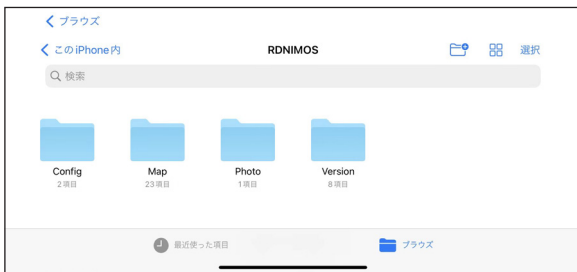 ブラウズ
このiPhone内
RDNIMOS
選択
検索
Config
2項目
Map
23項目
Photo
1項目
Version
8項目
最近使った項目
ブラウズ